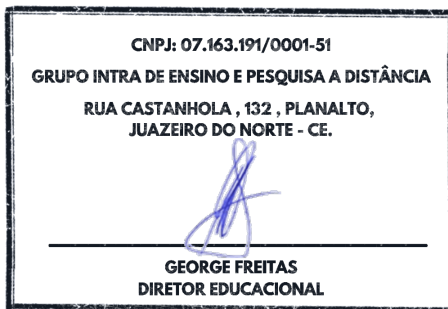 CNPJ: 07.163.191/0001-51
GRUPO INTRA DE ENSINO E PESQUISA A DISTÂNCIA
RUA CASTANHOLA , 132 , PLANALTO,
JUAZEIRO DO NORTE - CE.
GEORGE FREITAS
DIRETOR EDUCACIONAL